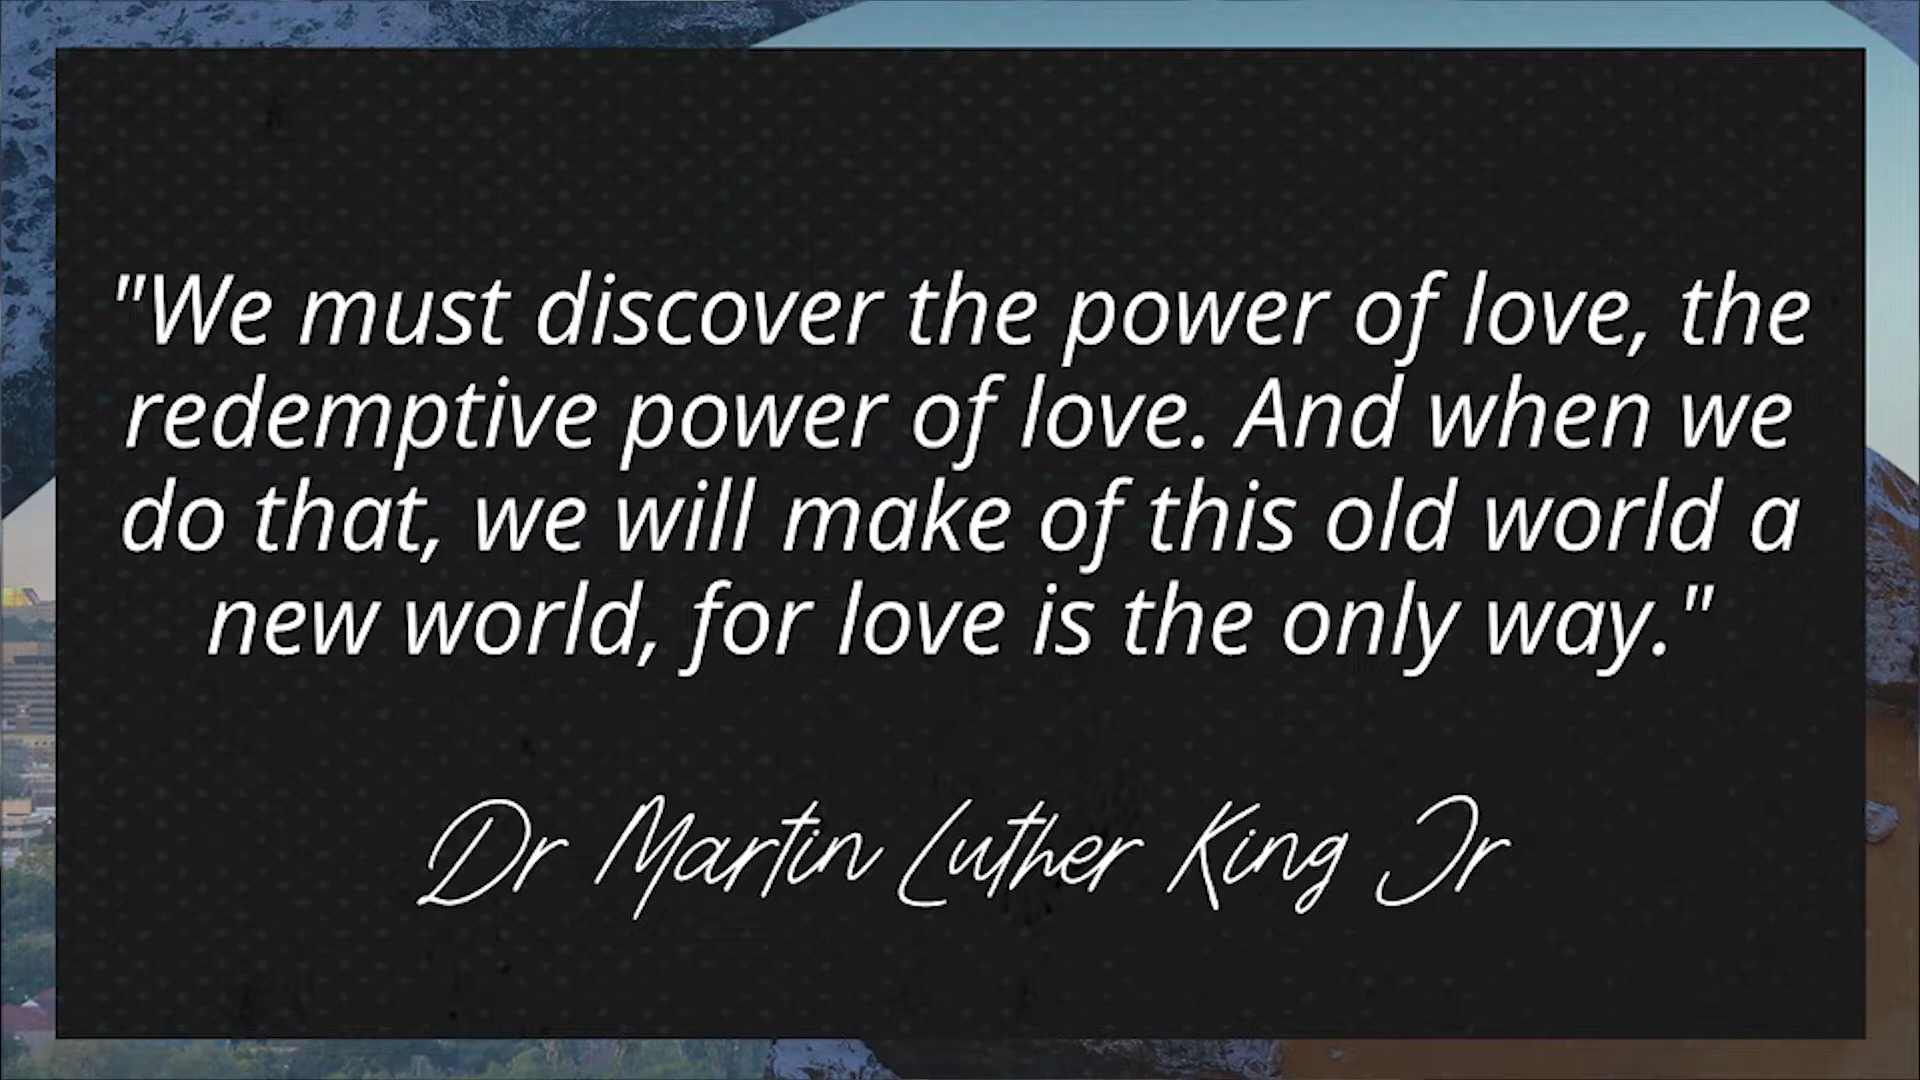 "We must discover the power of love, the
redemptive power of love. And when we
do that, we will make of this old world a
new world, for love is the only way."
Dr Martin Luther King Jr